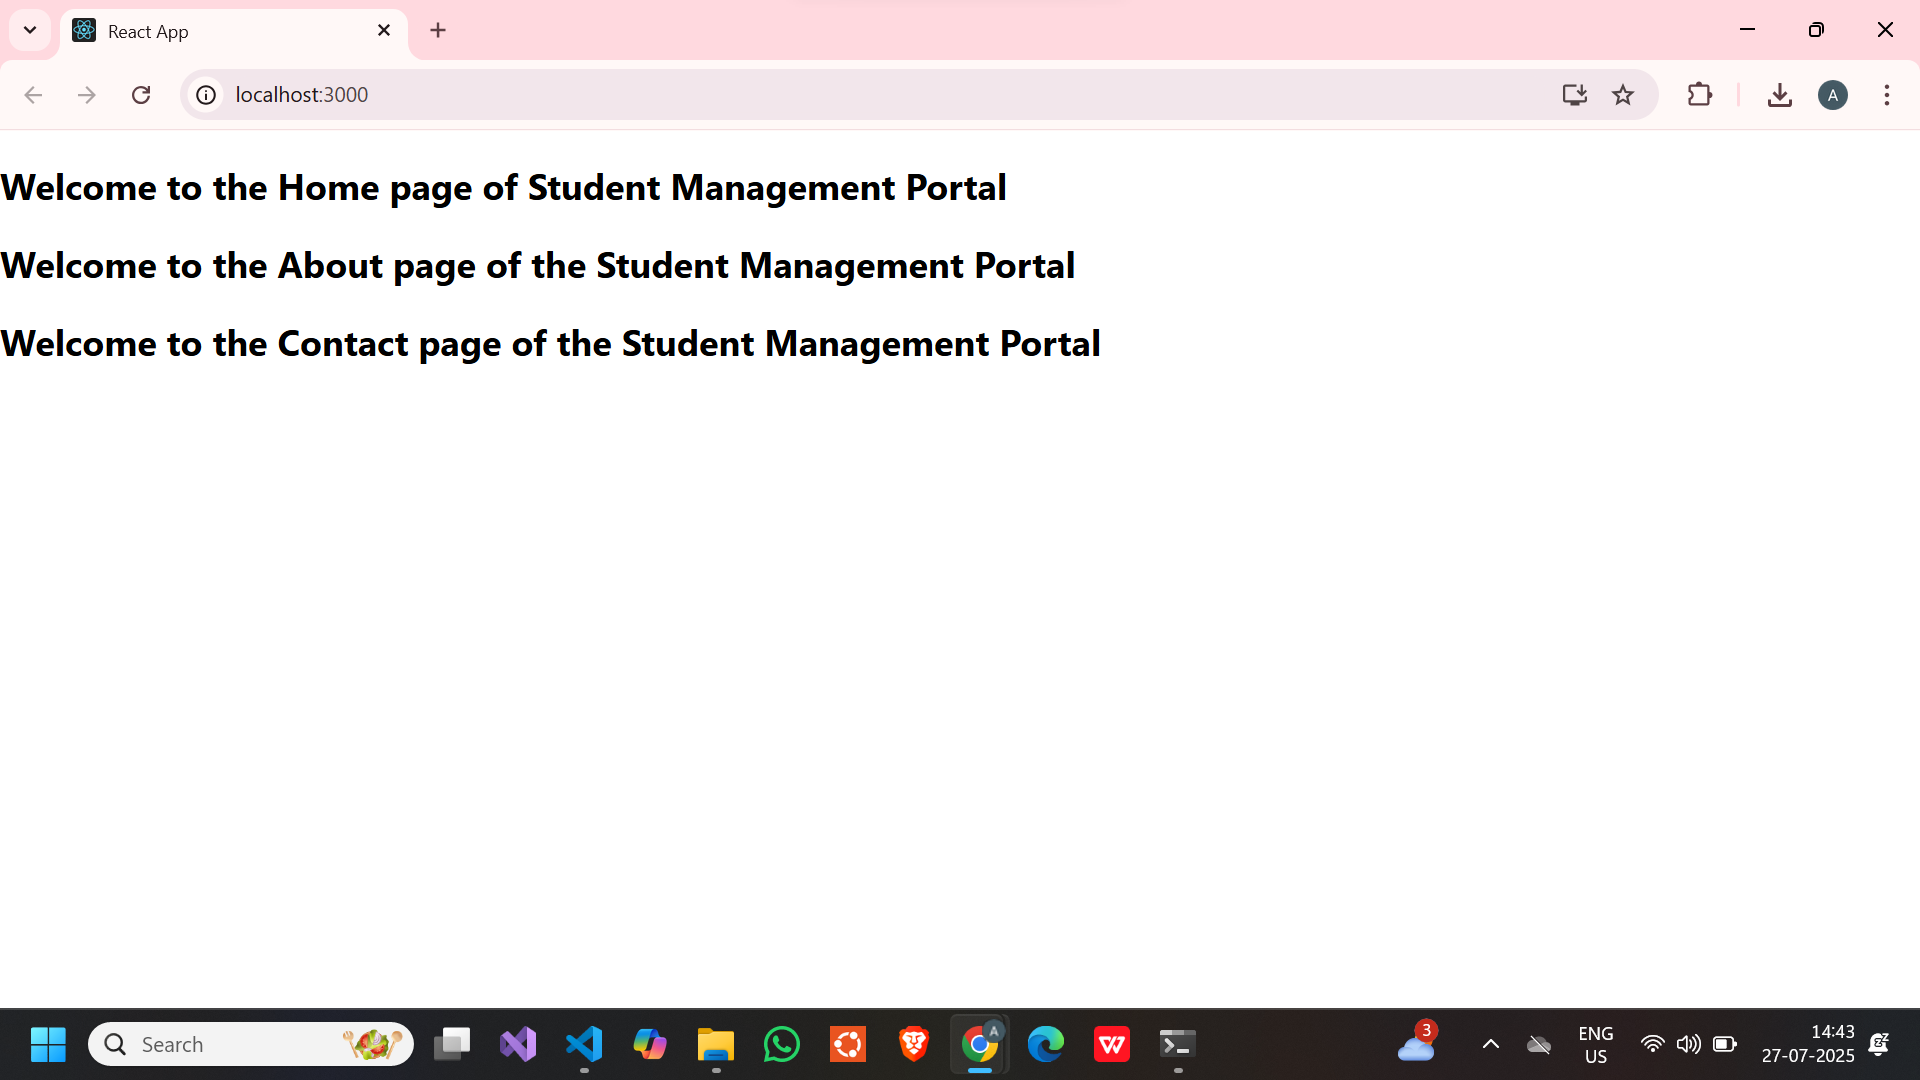 React App
localhost:3000
A
Welcome to the Home page of Student Management Portal
Welcome to the About page of the Student Management Portal
Welcome to the Contact page of the Student Management Portal
Search
A
W
3
ENG
US
14:43
27-07-2025